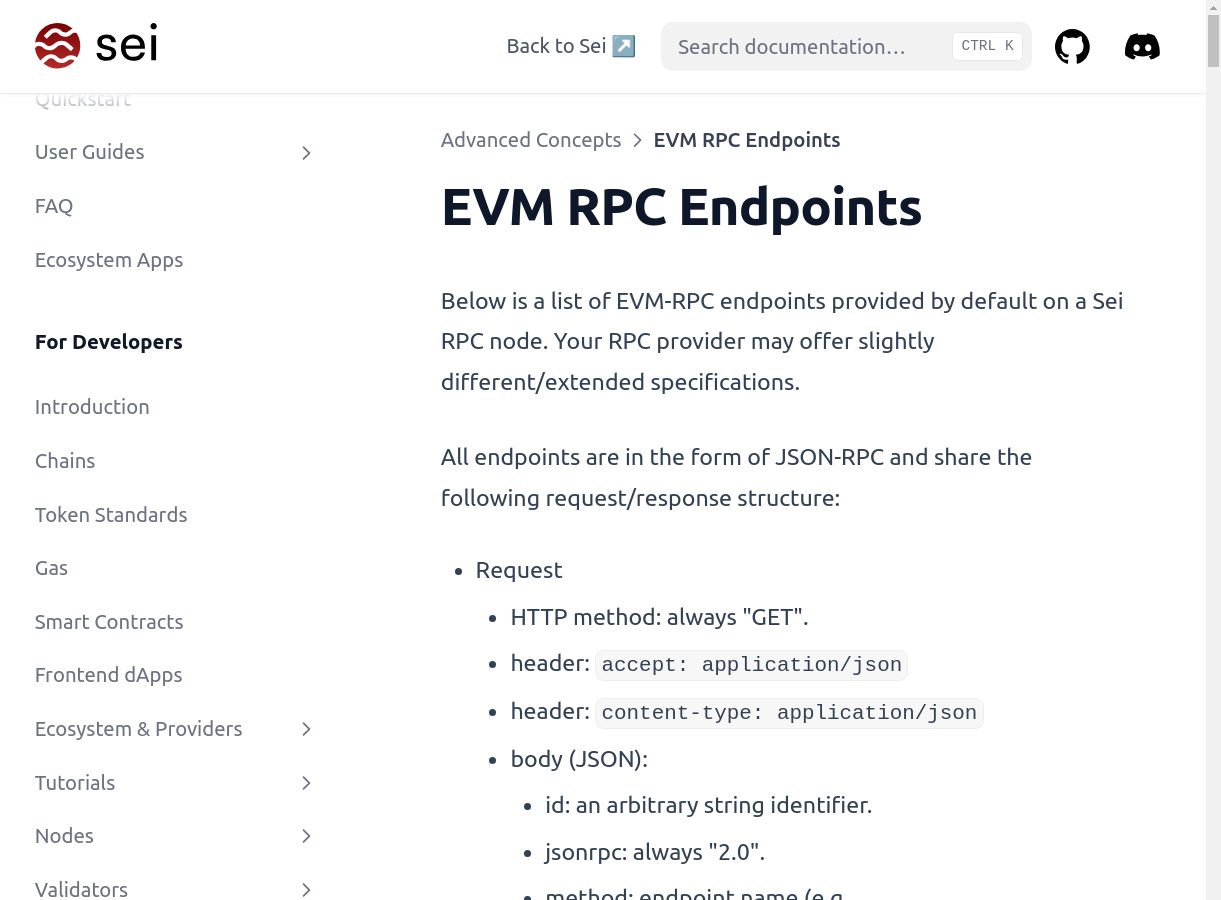 sei
Back to Sei ↗️
Search documentation…
CTRL K
Quickstart
User Guides
FAQ
Ecosystem Apps
For Developers
Introduction
Chains
Token Standards
Gas
Smart Contracts
Frontend dApps
Ecosystem & Providers
Tutorials
Nodes
Validators
Advanced Concepts > EVM RPC Endpoints
EVM RPC Endpoints
Below is a list of EVM-RPC endpoints provided by default on a Sei
RPC node. Your RPC provider may offer slightly
different/extended specifications.
All endpoints are in the form of JSON-RPC and share the
following request/response structure:
• Request
• HTTP method: always "GET".
• header: accept: application/json
• header: content-type: application/json
• body (JSON):
• id: an arbitrary string identifier.
• jsonrpc: always "2.0".
• method: endpoint name (e.g.